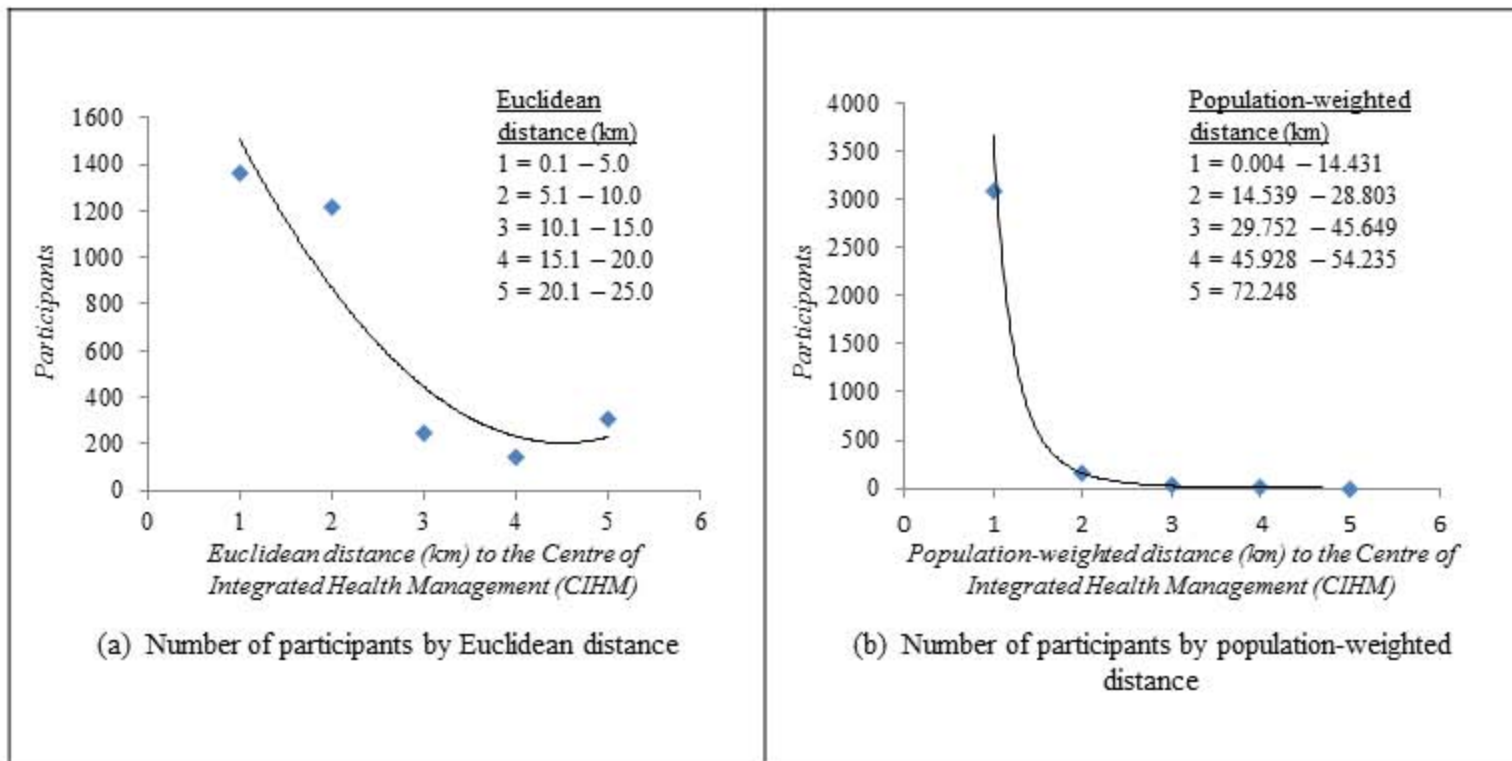 1600
1400
1200
1000
800
600
400
200
0
Participants
0 1 2 3 4 5 6
Euclidean
distance (km)
1 = 0.1 – 5.0
2 = 5.1 – 10.0
3 = 10.1 – 15.0
4 = 15.1 – 20.0
5 = 20.1 – 25.0
Euclidean distance (km) to the Centre of
Integrated Health Management (CIHM)
(a) Number of participants by Euclidean distance
4000
3500
3000
2500
2000
1500
1000
500
0
Participants
0 1 2 3 4 5 6
Population-weighted
distance (km)
1 = 0.004 – 14.431
2 = 14.539 – 28.803
3 = 29.752 – 45.649
4 = 45.928 – 54.235
5 = 72.248
Population-weighted distance (km) to the Centre of
Integrated Health Management (CIHM)
(b) Number of participants by population-weighted
distance